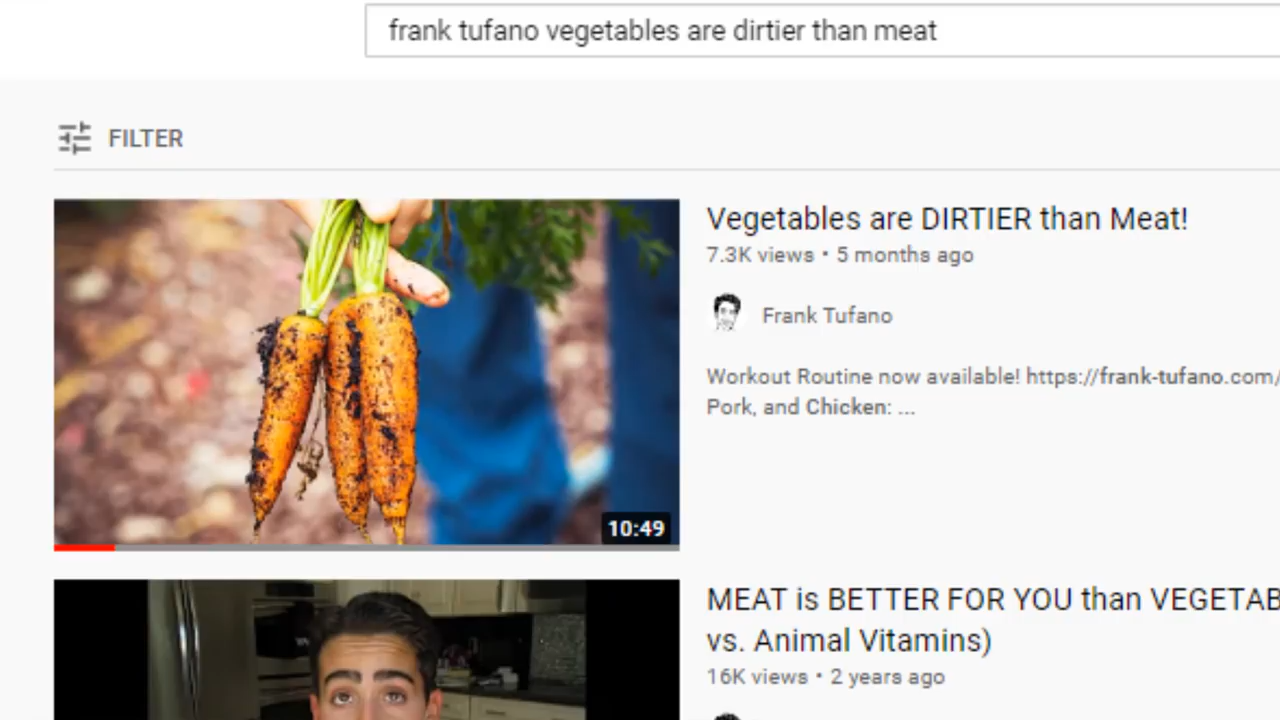 frank tufano vegetables are dirtier than meat
FILTER
Vegetables are DIRTIER than Meat!
7.3K views • 5 months ago
Frank Tufano
Workout Routine now available! https://frank-tufano.com/
Pork, and Chicken: ...
10:49
MEAT is BETTER FOR YOU than VEGETAB
vs. Animal Vitamins)
16K views • 2 years ago